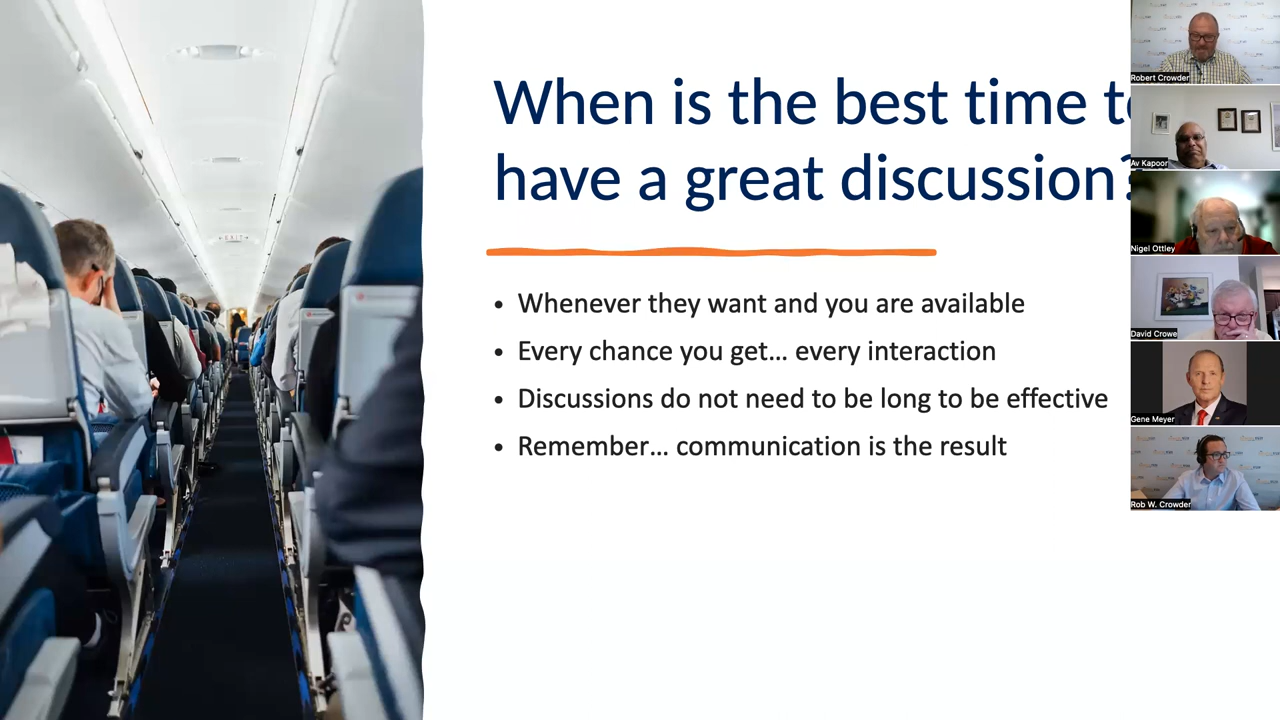 When is the best time to
have a great discussion?
• Whenever they want and you are available
• Every chance you get... every interaction
• Discussions do not need to be long to be effective
• Remember... communication is the result
EXIT
Robert Crowder
Av Kapoor
Nigel Ottley
David Crowe
Gene Meyer
Rob W. Crowder